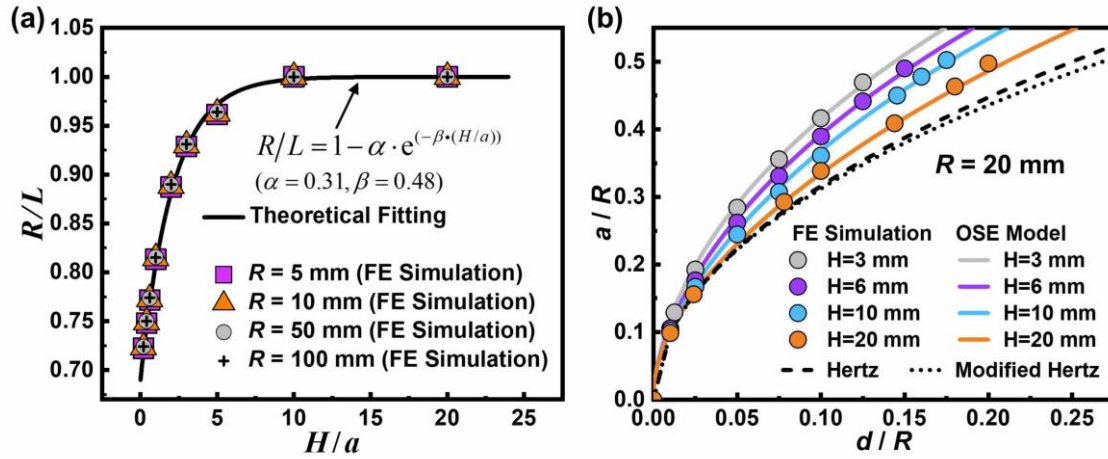 (a)
1.05
1.00
0.95
0.90
0.85
0.80
0.75
0.70
R/L
0 5 10 15 20 25
H/a
R/L = 1 − α · e^(−β•(H/a))
(α = 0.31, β = 0.48)
Theoretical Fitting
R = 5 mm (FE Simulation)
R = 10 mm (FE Simulation)
R = 50 mm (FE Simulation)
R = 100 mm (FE Simulation)
(b)
0.5
0.4
0.3
0.2
0.1
0.0
a / R
0.00 0.05 0.10 0.15 0.20 0.25
d / R
R = 20 mm
FE Simulation OSE Model
H=3 mm H=3 mm
H=6 mm H=6 mm
H=10 mm H=10 mm
H=20 mm H=20 mm
Hertz Modified Hertz